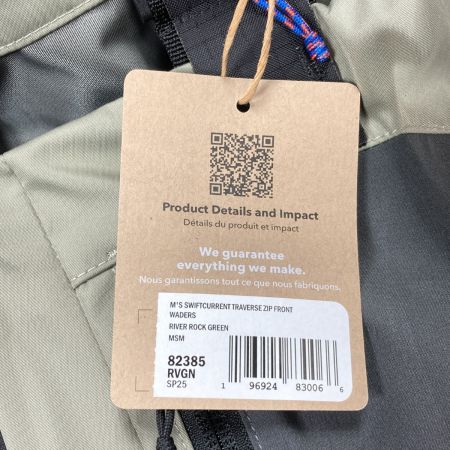 Product Details and Impact
Détails du produit et impact
We guarantee
everything we make.
Nous garantissons tout ce que nous fabriquons.
M'S SWIFTCURRENT TRAVERSE ZIP FRONT
WADERS
RIVER ROCK GREEN
MSM
82385
RVGN
SP25
1 96924 83006 6